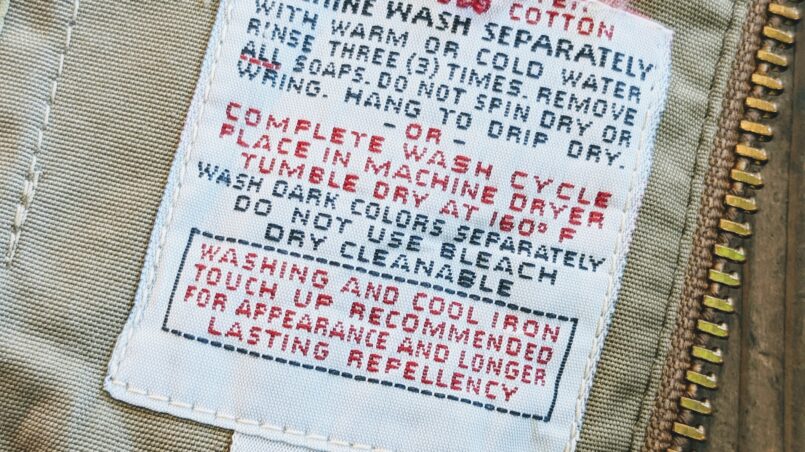 COTTON
MACHINE WASH SEPARATELY
WITH WARM OR COLD WATER
RINSE THREE (3) TIMES. REMOVE
ALL SOAPS. DO NOT SPIN DRY OR
WRING. HANG TO DRIP DRY.
- OR -
COMPLETE WASH CYCLE
PLACE IN MACHINE DRYER
TUMBLE DRY AT 160° F
WASH DARK COLORS SEPARATELY
DO NOT USE BLEACH
DRY CLEANABLE
WASHING AND COOL IRON
TOUCH UP RECOMMENDED
FOR APPEARANCE AND LONGER
LASTING REPELLENCY